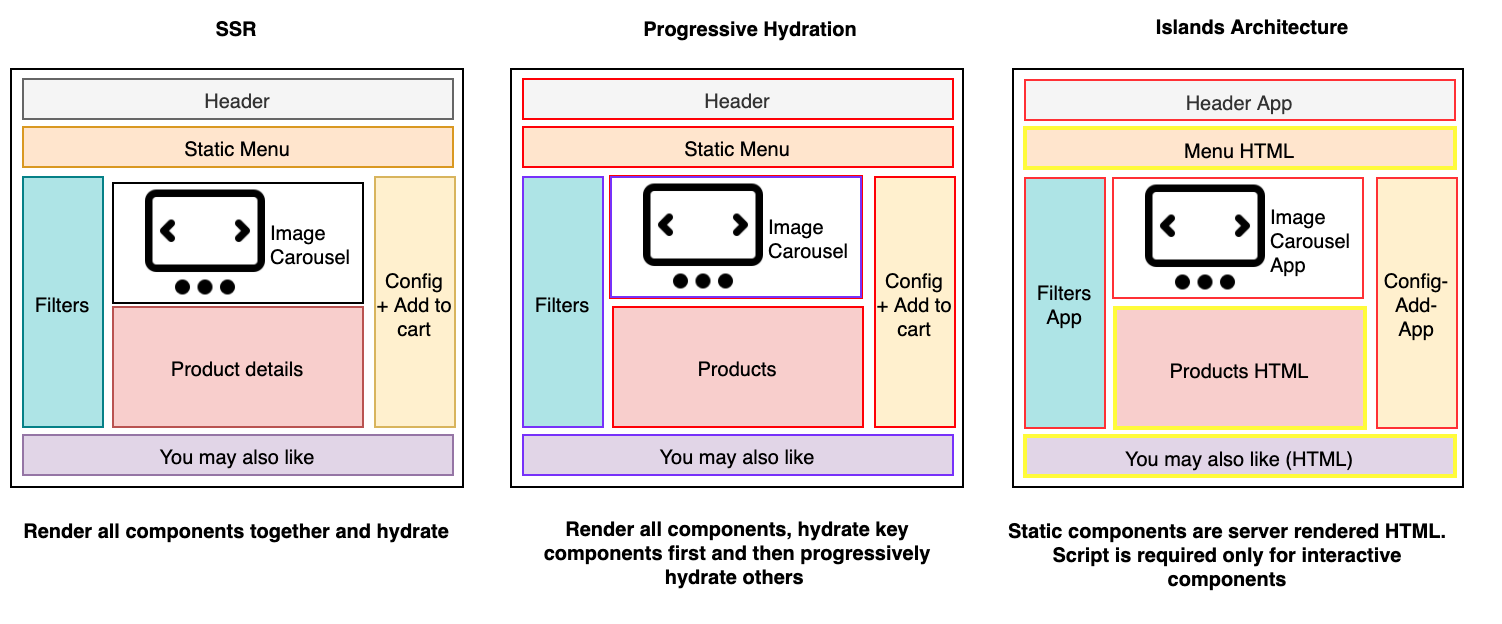 SSR
Header
Static Menu
Filters
Image
Carousel
Config
+ Add to
cart
Product details
You may also like
Render all components together and hydrate
Progressive Hydration
Header
Static Menu
Filters
Image
Carousel
Config
+ Add to
cart
Products
You may also like
Render all components, hydrate key
components first and then progressively
hydrate others
Islands Architecture
Header App
Menu HTML
Filters
App
Image
Carousel
App
Config-
Add-
App
Products HTML
You may also like (HTML)
Static components are server rendered HTML.
Script is required only for interactive
components